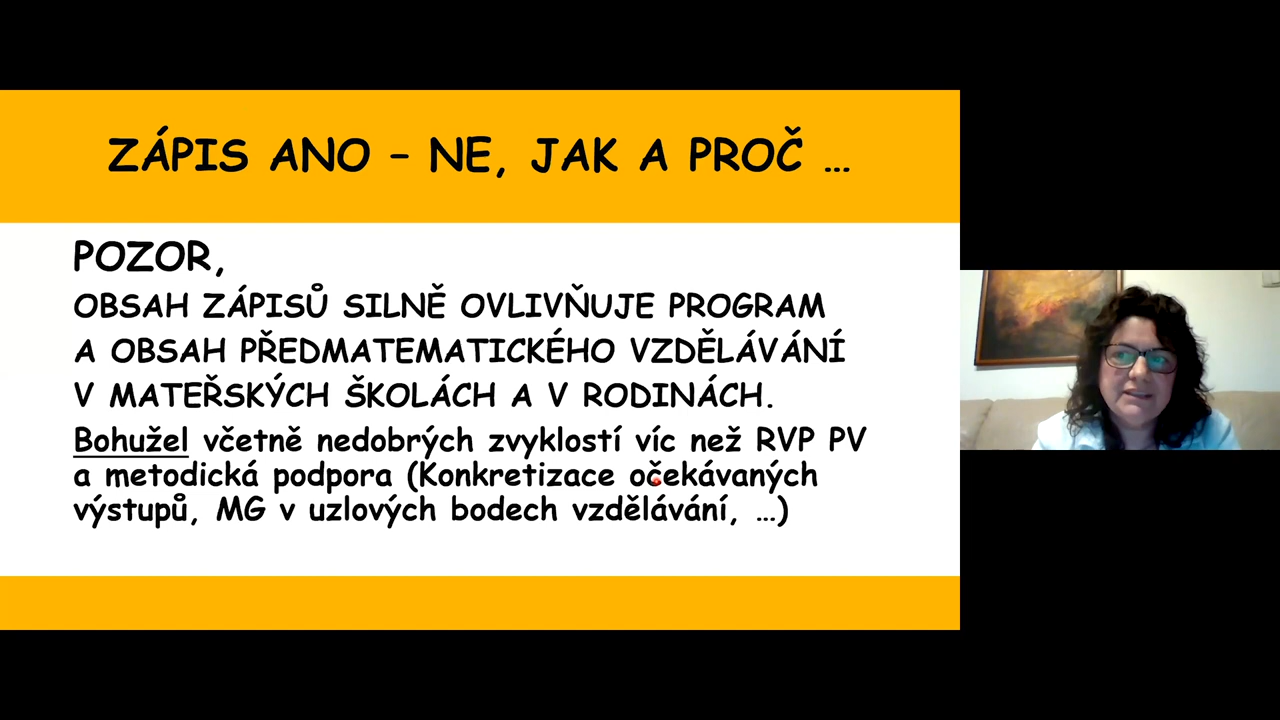 ZÁPIS ANO – NE, JAK A PROČ …
POZOR,
OBSAH ZÁPISŮ SILNĚ OVLIVŇUJE PROGRAM
A OBSAH PŘEDMATEMATICKÉHO VZDĚLÁVÁNÍ
V MATEŘSKÝCH ŠKOLÁCH A V RODINÁCH.
Bohužel včetně nedobrých zvyklostí víc než RVP PV
a metodická podpora (Konkretizace očekávaných
výstupů, MG v uzlových bodech vzdělávání, …)